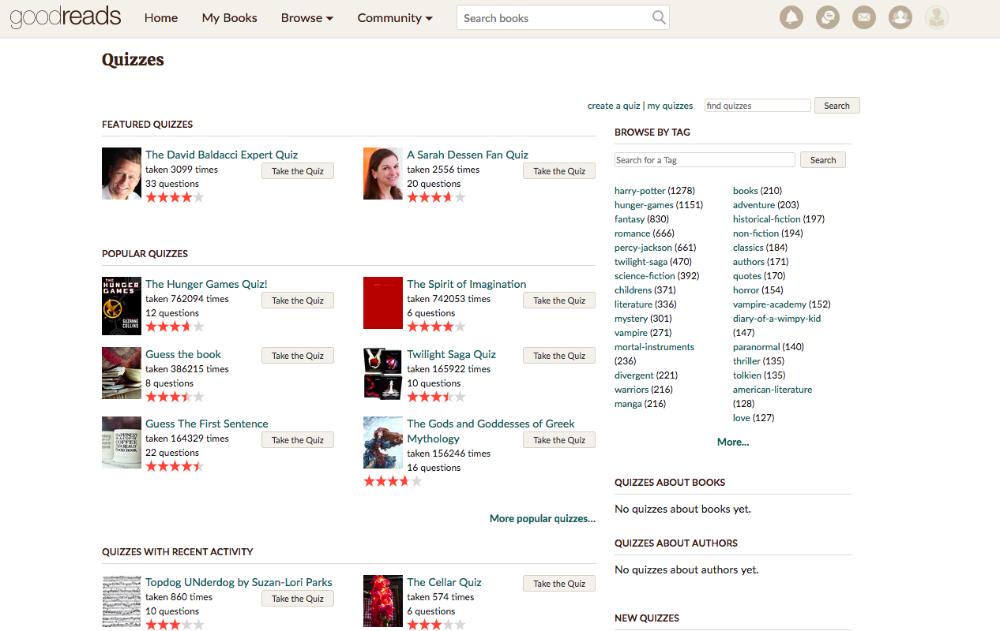 goodreads Home My Books Browse Community Search books
Quizzes
create a quiz | my quizzes find quizzes Search
FEATURED QUIZZES
The David Baldacci Expert Quiz
taken 3099 times
Take the Quiz
33 questions
A Sarah Dessen Fan Quiz
taken 2556 times
Take the Quiz
20 questions
POPULAR QUIZZES
THE
HUNGER
GAMES
SUZANNE
COLLINS
The Hunger Games Quiz!
taken 762094 times
Take the Quiz
12 questions
The Spirit of Imagination
taken 742053 times
Take the Quiz
6 questions
Guess the book
taken 386215 times
Take the Quiz
8 questions
Twilight Saga Quiz
taken 165922 times
Take the Quiz
10 questions
HAPPINESS
IS A CUP OF
COFFEE
GOOD BOOK
Guess The First Sentence
taken 164329 times
Take the Quiz
22 questions
The Gods and Goddesses of Greek
Mythology
taken 156246 times
Take the Quiz
16 questions
More popular quizzes...
QUIZZES WITH RECENT ACTIVITY
Topdog UNderdog by Suzan-Lori Parks
taken 860 times
Take the Quiz
10 questions
The Cellar Quiz
taken 574 times
Take the Quiz
6 questions
BROWSE BY TAG
Search for a Tag Search
harry-potter (1278)
hunger-games (1151)
fantasy (830)
romance (666)
percy-jackson (661)
twilight-saga (470)
science-fiction (392)
childrens (371)
literature (336)
mystery (301)
vampire (271)
mortal-instruments
(236)
divergent (221)
warriors (216)
manga (216)
books (210)
adventure (203)
historical-fiction (197)
non-fiction (194)
classics (184)
authors (171)
quotes (170)
horror (154)
vampire-academy (152)
diary-of-a-wimpy-kid
(147)
paranormal (140)
thriller (135)
tolkien (135)
american-literature
(128)
love (127)
More...
QUIZZES ABOUT BOOKS
No quizzes about books yet.
QUIZZES ABOUT AUTHORS
No quizzes about authors yet.
NEW QUIZZES